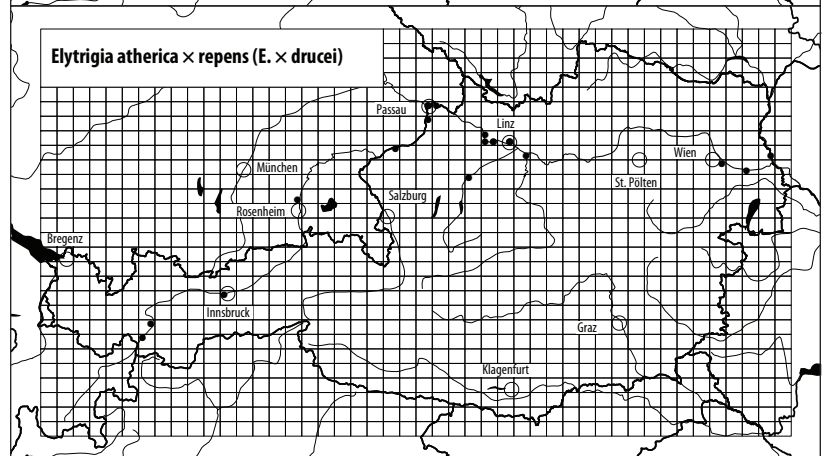 Elytrigia atherica × repens (E. × drucei)
Passau
Linz
München
Wien
St. Pölten
Salzburg
Rosenheim
Bregenz
Innsbruck
Graz
Klagenfurt